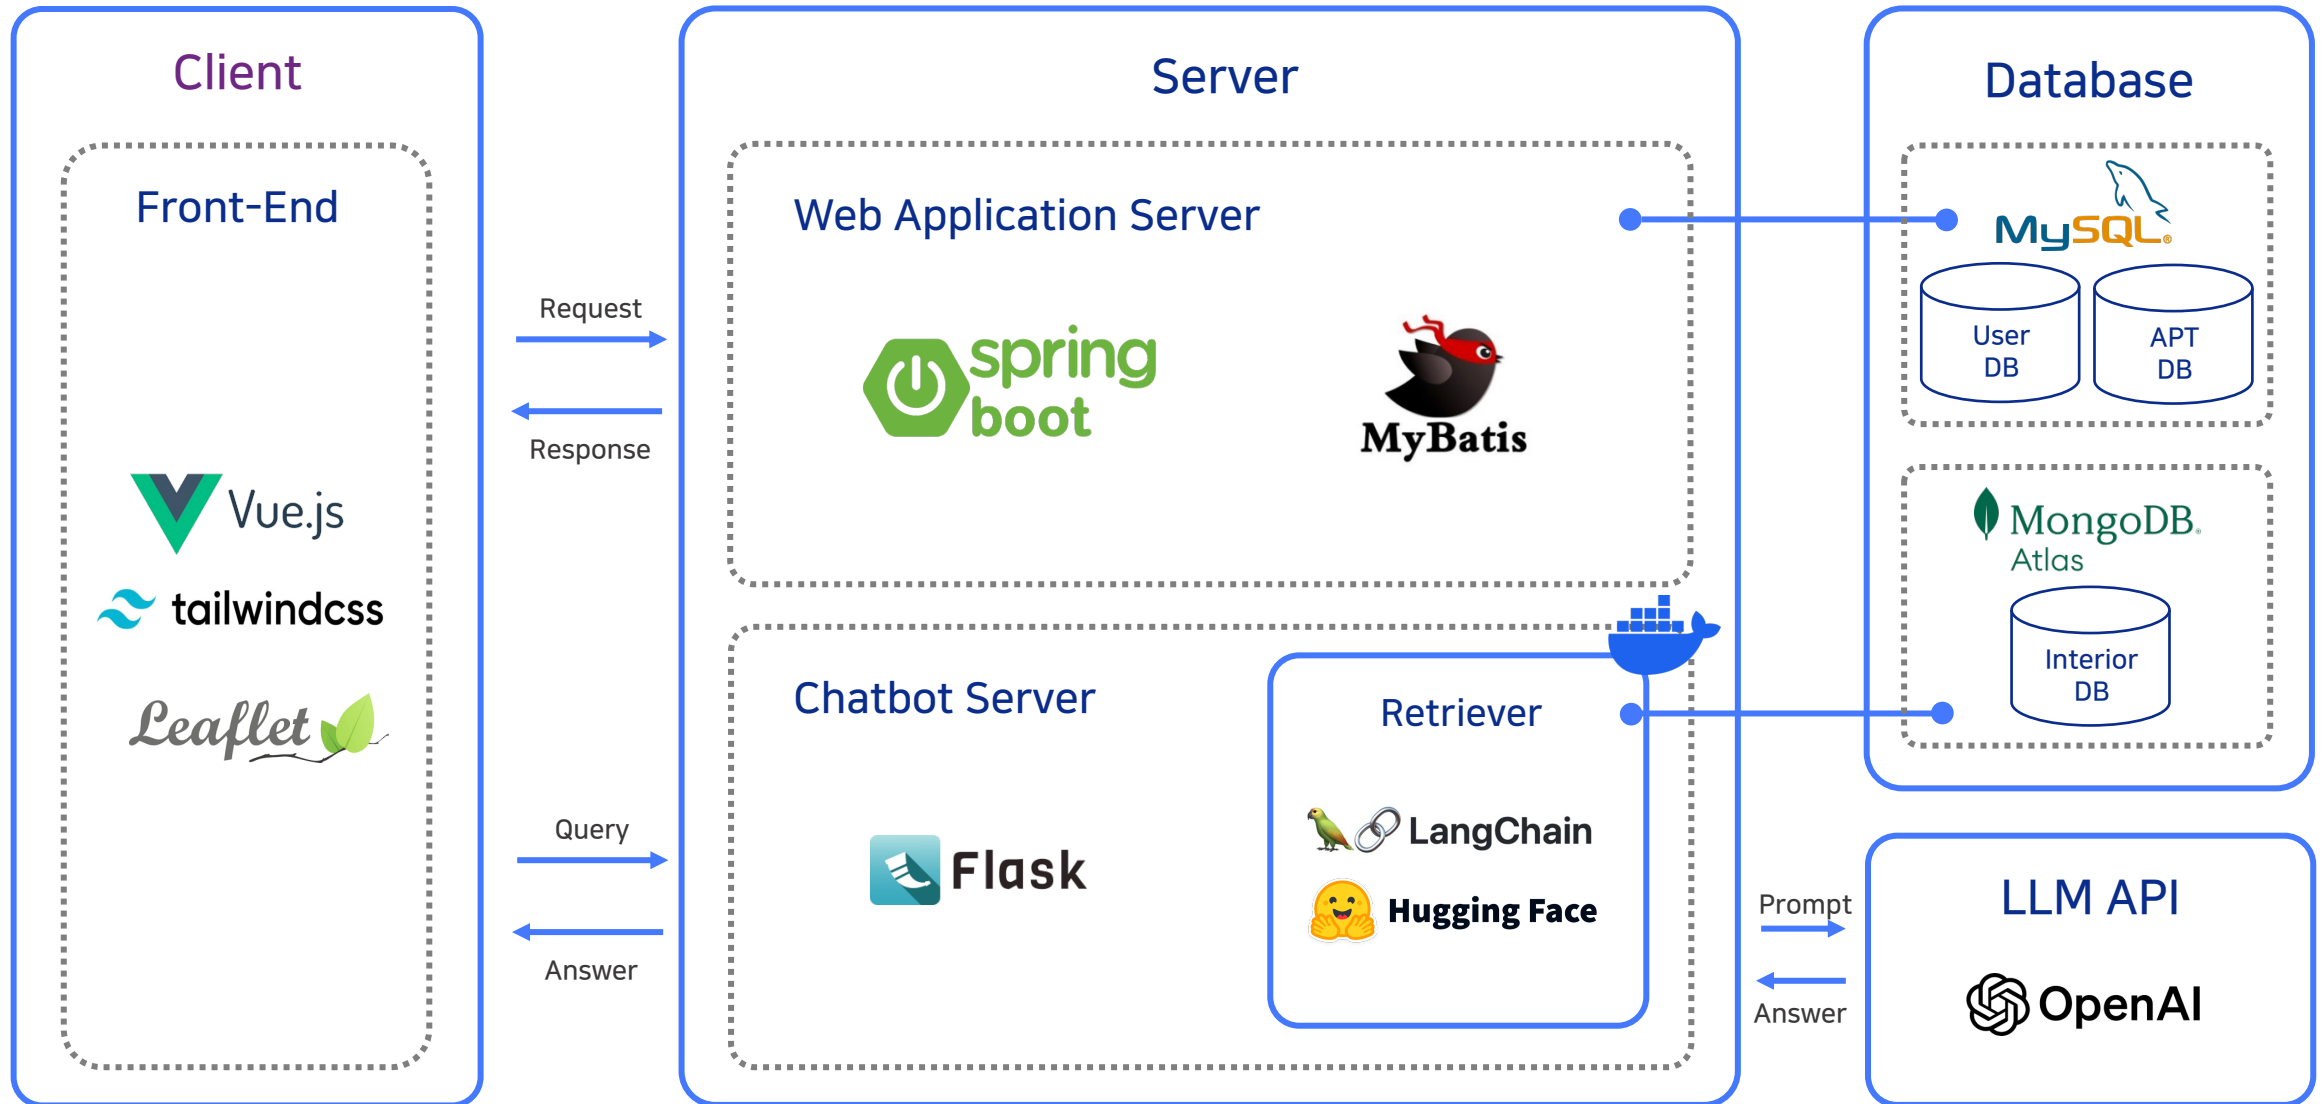 Client
Front-End
Vue.js
tailwindcss
Leaflet
Request
Response
Query
Answer
Server
Web Application Server
spring
boot
MyBatis
Chatbot Server
Flask
Retriever
LangChain
Hugging Face
Database
MySQL®
User
DB
APT
DB
MongoDB®
Atlas
Interior
DB
Prompt
Answer
LLM API
OpenAI